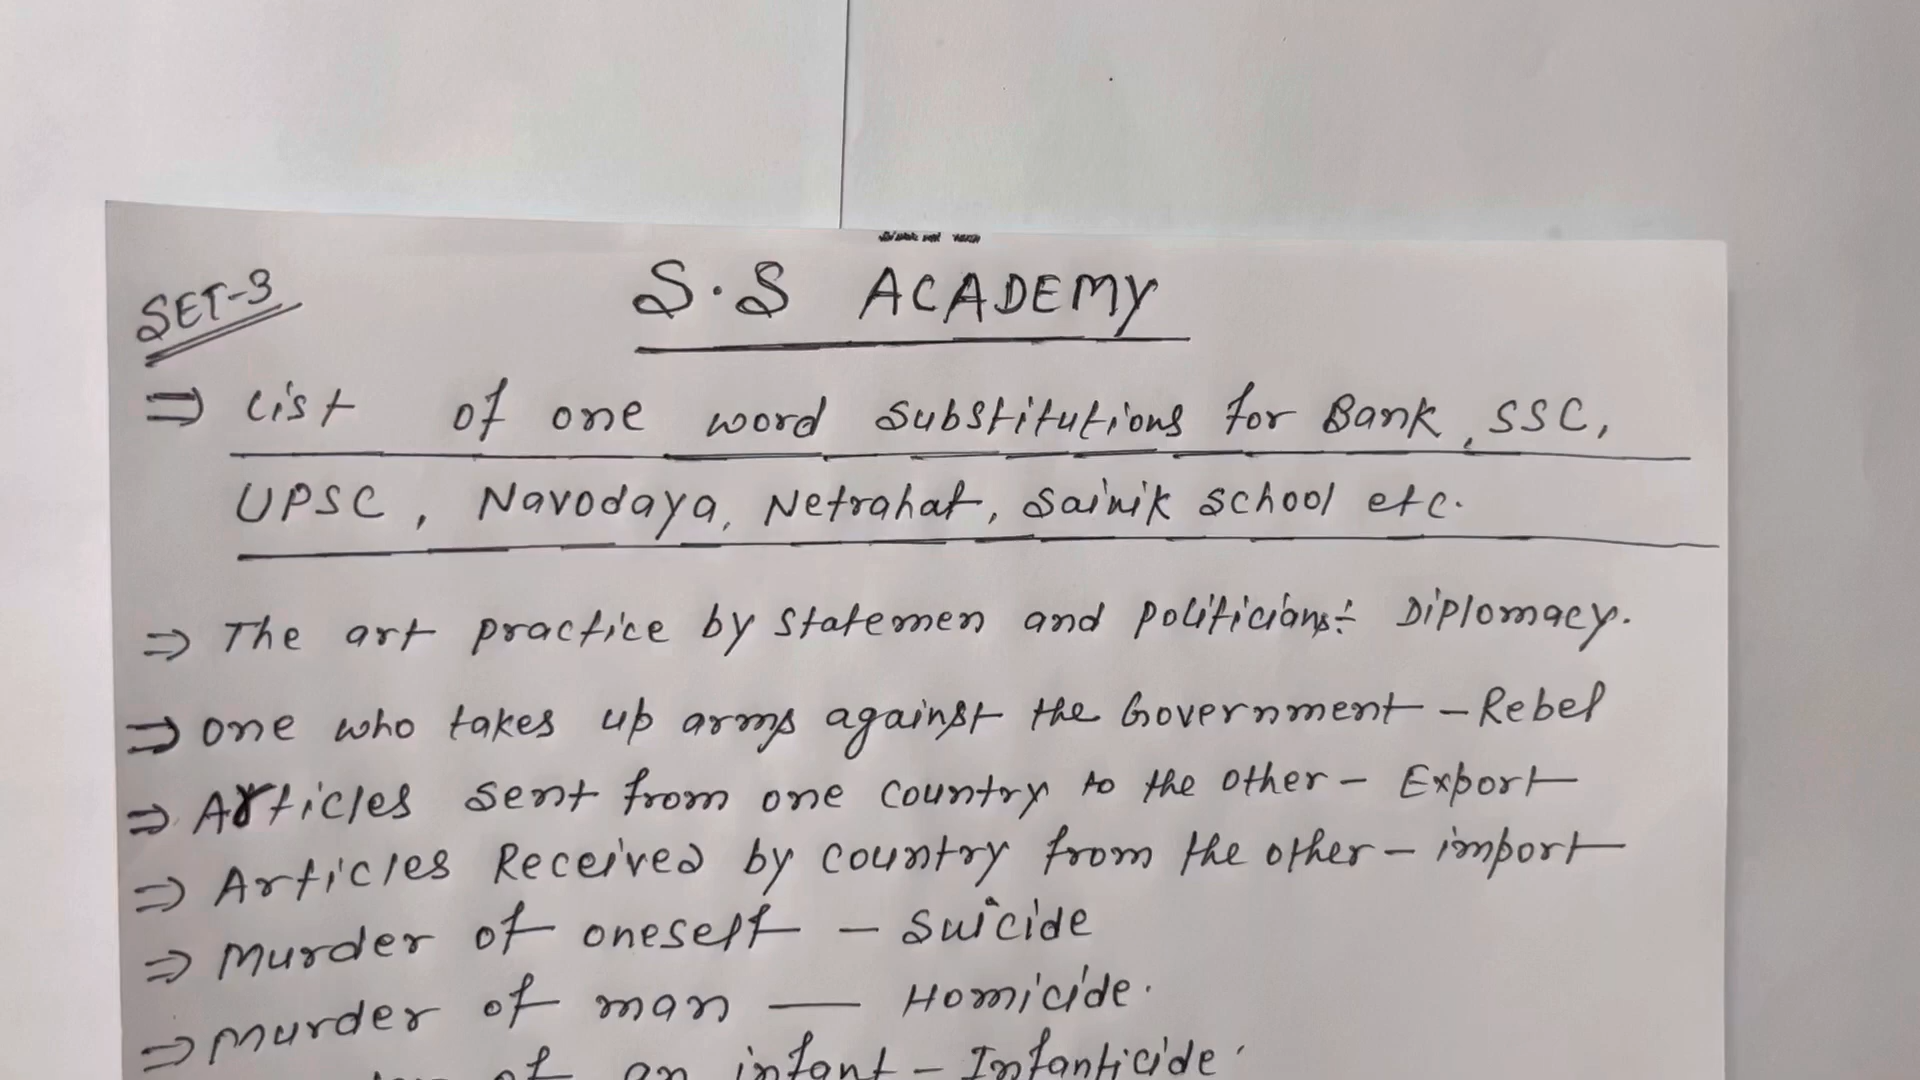 SET-3
S.S ACADEMY
⇒ List of one word substitutions for Bank, SSC,
UPSC, Navodaya, Netrahat, Sainik school etc.
⇒ The art practice by Statemen and Politicians:- Diplomacy.
⇒ one who takes up arms against the Government - Rebel
⇒ Articles sent from one country to the other - Export
⇒ Articles Received by country from the other - import
⇒ Murder of oneself - Suicide
⇒ Murder of man - Homicide.
of an infant - Infanticide.